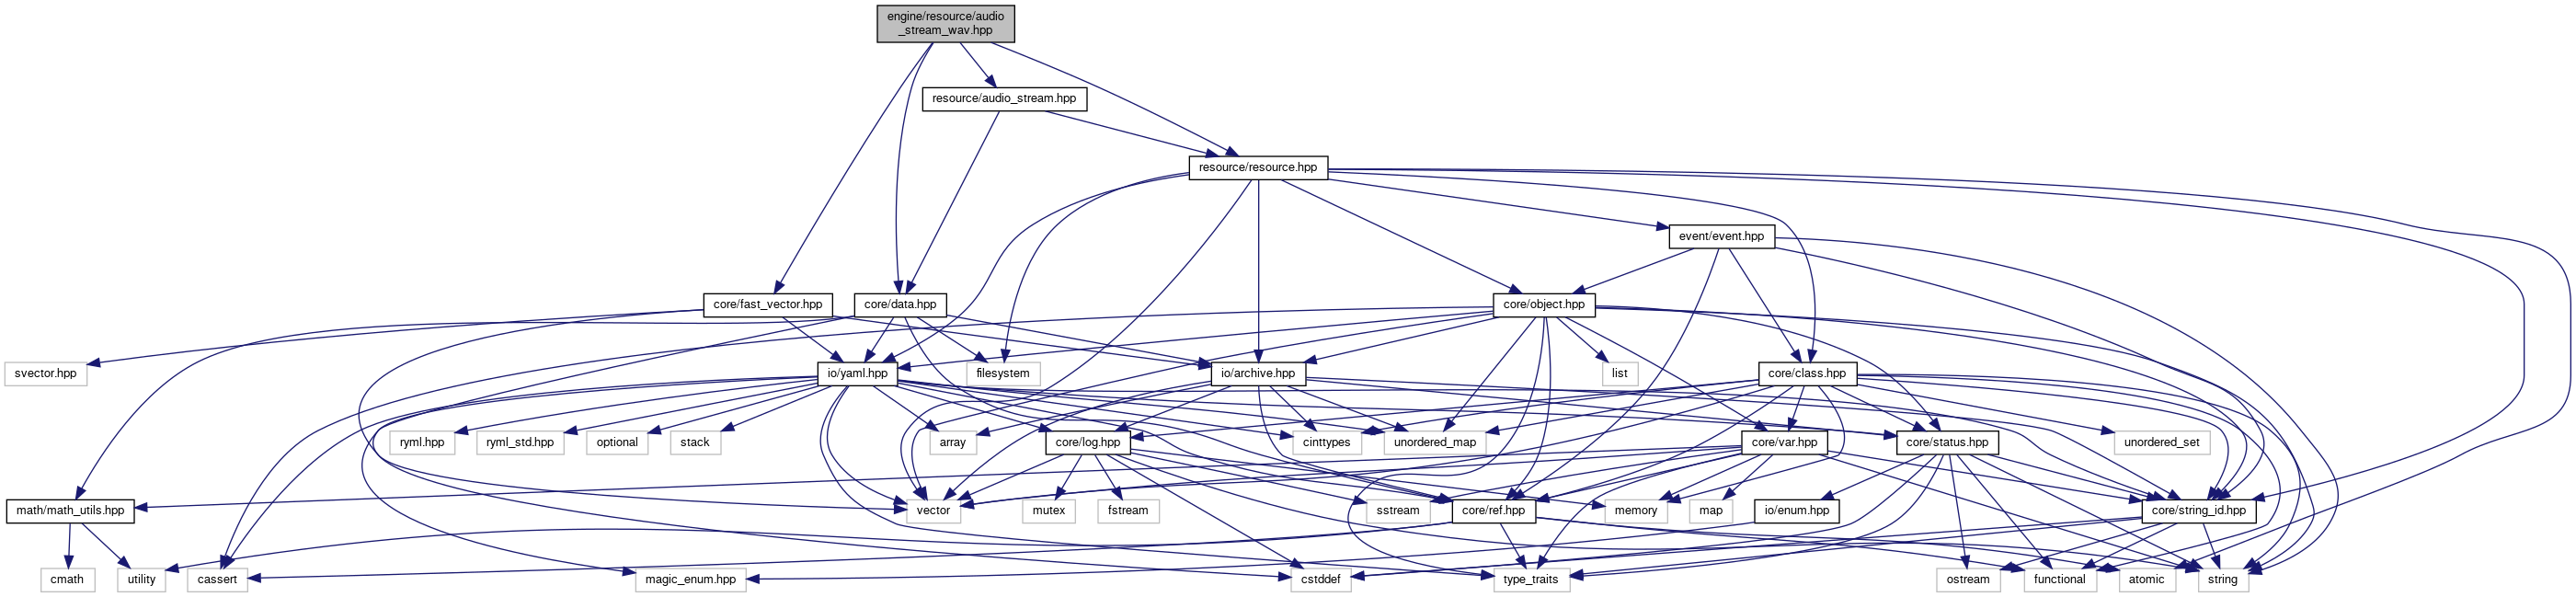 engine/resource/audio
_stream_wav.hpp
resource/audio_stream.hpp
resource/resource.hpp
event/event.hpp
core/fast_vector.hpp
core/data.hpp
core/object.hpp
svector.hpp
io/yaml.hpp
filesystem
io/archive.hpp
list
core/class.hpp
ryml.hpp
ryml_std.hpp
optional
stack
array
core/log.hpp
cinttypes
unordered_map
core/var.hpp
core/status.hpp
unordered_set
math/math_utils.hpp
vector
mutex
fstream
sstream
core/ref.hpp
memory
map
io/enum.hpp
core/string_id.hpp
cmath
utility
cassert
magic_enum.hpp
cstddef
type_traits
ostream
functional
atomic
string